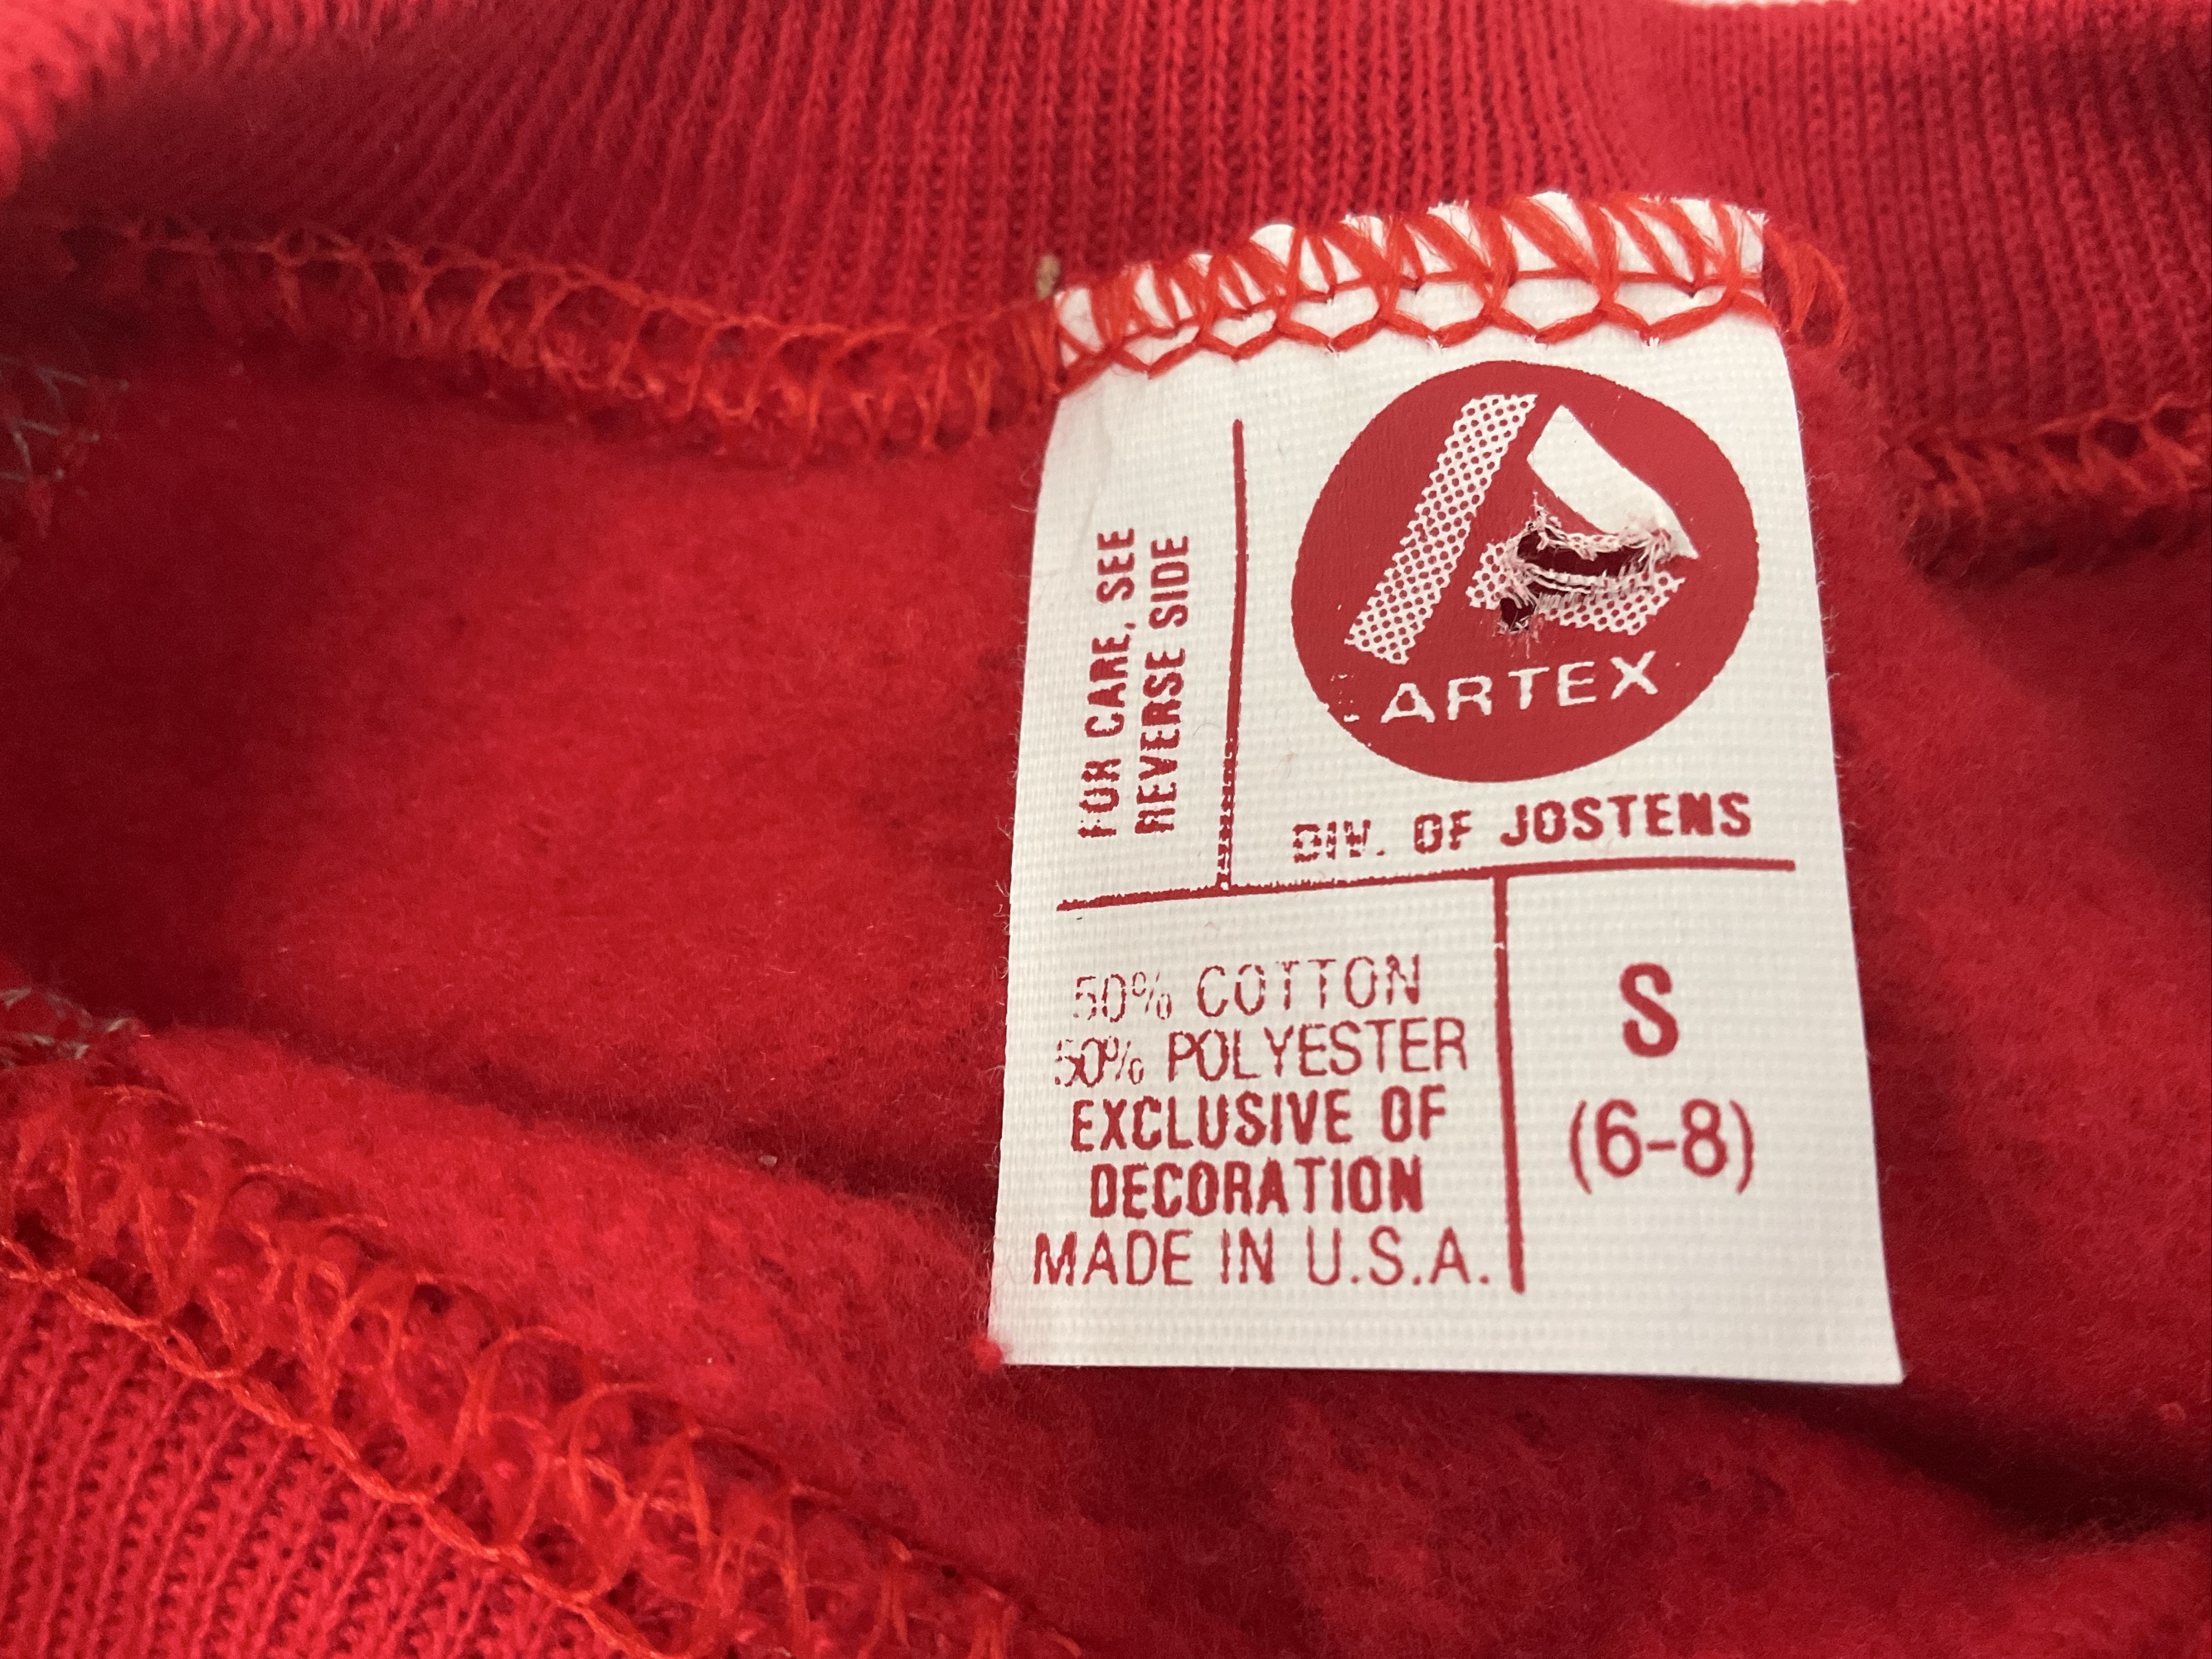 FOR CARE, SEE
REVERSE SIDE
ARTEX
DIV. OF JOSTENS
50% COTTON
50% POLYESTER
EXCLUSIVE OF
DECORATION
MADE IN U.S.A.
S
(6-8)